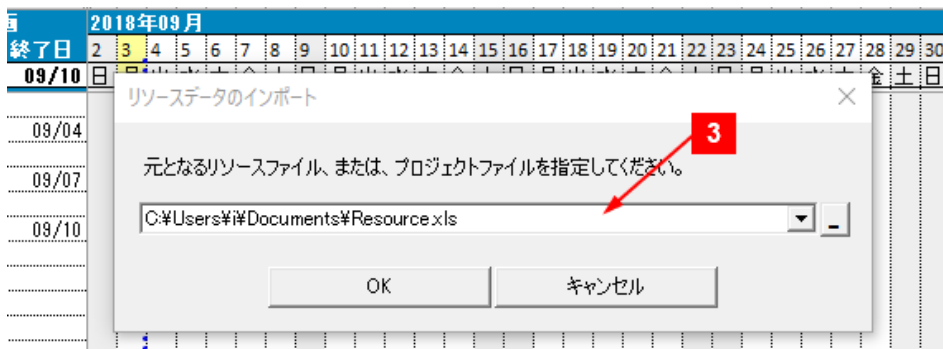 2018年09月
終了日 2 3 4 5 6 7 8 9 10 11 12 13 14 15 16 17 18 19 20 21 22 23 24 25 26 27 28 29 30
09/10 日 金 土 日
リソースデータのインポート
09/04
3
元となるリソースファイル、または、プロジェクトファイルを指定してください。
09/07
C:¥Users¥i¥Documents¥Resource.xls
09/10
OK キャンセル